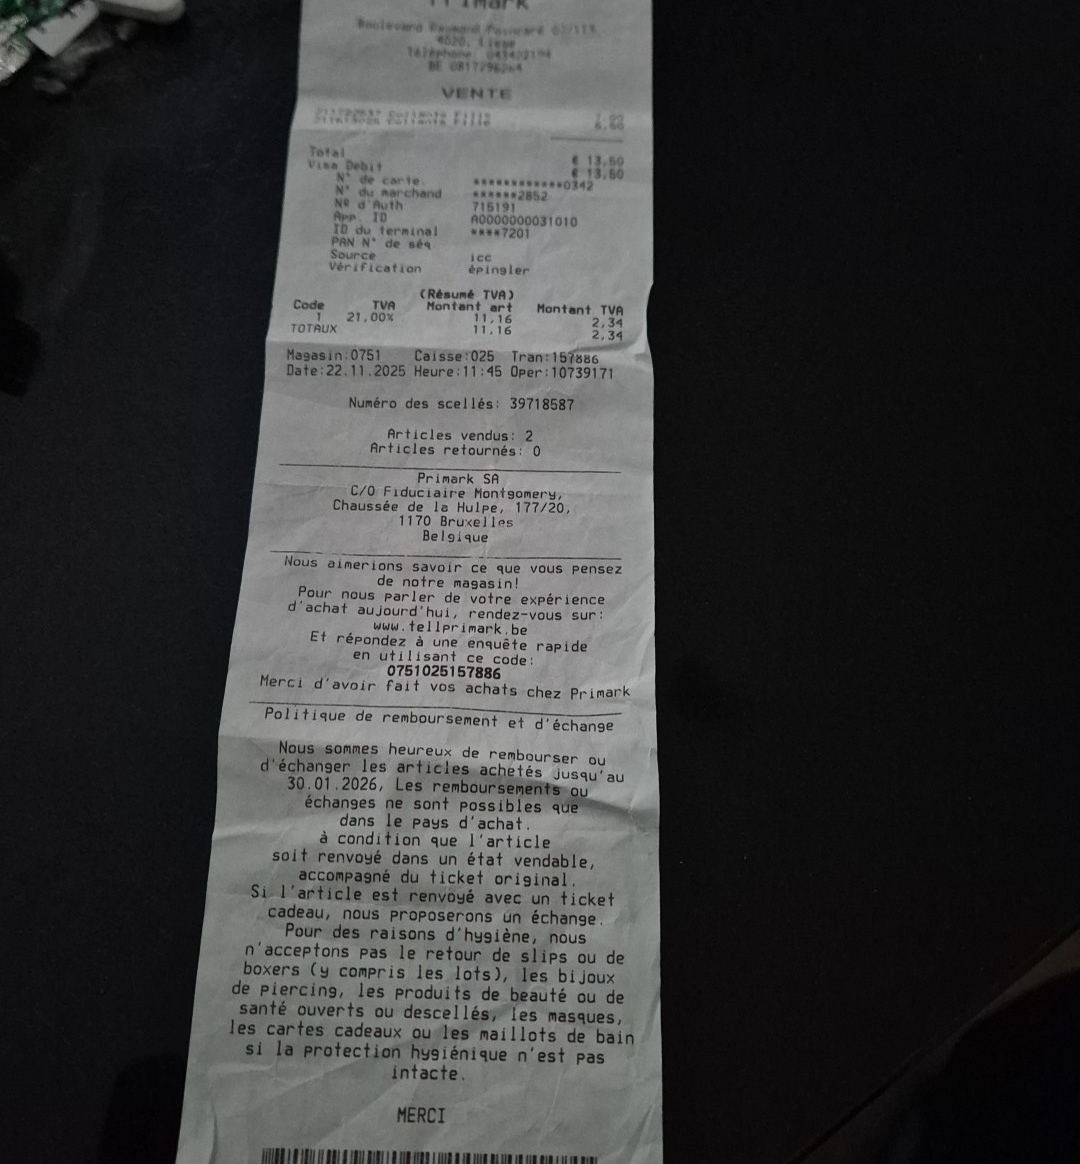 Primark
4020, Liege
VENTE
Collants Fille
Collants Fille
Total € 13,50
Visa Debit € 13,50
N° de carte. ************0342
N° du marchand ******2852
Nº d'Auth 715191
App. ID A0000000031010
ID du terminal ****7201
PAN N° de séq
Source icc
Vérification épingler
(Résumé TVA)
Code TVA Montant art Montant TVA
1 21,00% 11,16 2,34
TOTAUX 11,16 2,34
Magasin:0751 Caisse:025 Tran:157886
Date:22.11.2025 Heure:11:45 Oper:10739171
Numéro des scellés: 39718587
Articles vendus: 2
Articles retournés: 0
Primark SA
C/O Fiduciaire Montgomery,
Chaussée de la Hulpe, 177/20,
1170 Bruxelles
Belgique
Nous aimerions savoir ce que vous pensez
de notre magasin!
Pour nous parler de votre expérience
d'achat aujourd'hui, rendez-vous sur:
www.tellprimark.be
Et répondez à une enquête rapide
en utilisant ce code:
0751025157886
Merci d'avoir fait vos achats chez Primark
Politique de remboursement et d'échange
Nous sommes heureux de rembourser ou
d'échanger les articles achetés jusqu'au
30.01.2026, Les remboursements ou
échanges ne sont possibles que
dans le pays d'achat.
à condition que l'article
soit renvoyé dans un état vendable,
accompagné du ticket original.
Si l'article est renvoyé avec un ticket
cadeau, nous proposerons un échange.
Pour des raisons d'hygiène, nous
n'acceptons pas le retour de slips ou de
boxers (y compris les lots), les bijoux
de piercing, les produits de beauté ou de
santé ouverts ou descellés, les masques,
les cartes cadeaux ou les maillots de bain
si la protection hygiénique n'est pas
intacte.
MERCI